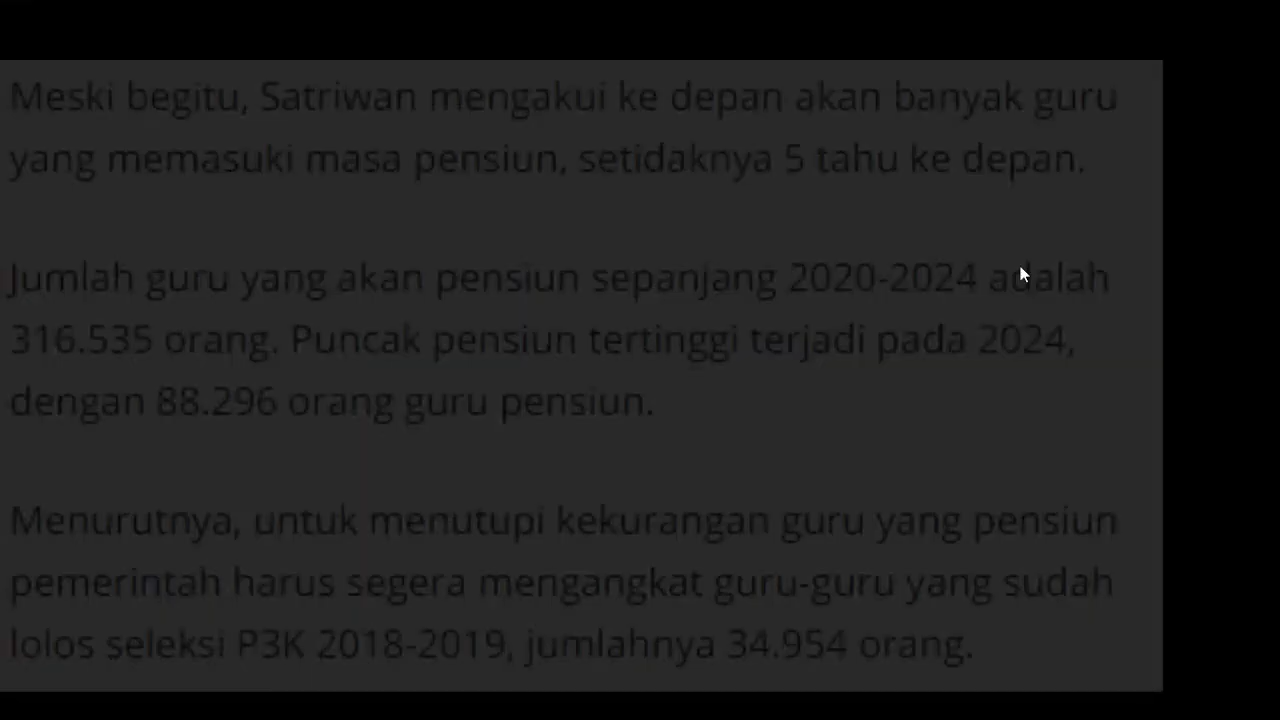 Meski begitu, Satriwan mengakui ke depan akan banyak guru
yang memasuki masa pensiun, setidaknya 5 tahu ke depan.
Jumlah guru yang akan pensiun sepanjang 2020-2024 adalah
316.535 orang. Puncak pensiun tertinggi terjadi pada 2024,
dengan 88.296 orang guru pensiun.
Menurutnya, untuk menutupi kekurangan guru yang pensiun
pemerintah harus segera mengangkat guru-guru yang sudah
lolos seleksi P3K 2018-2019, jumlahnya 34.954 orang.